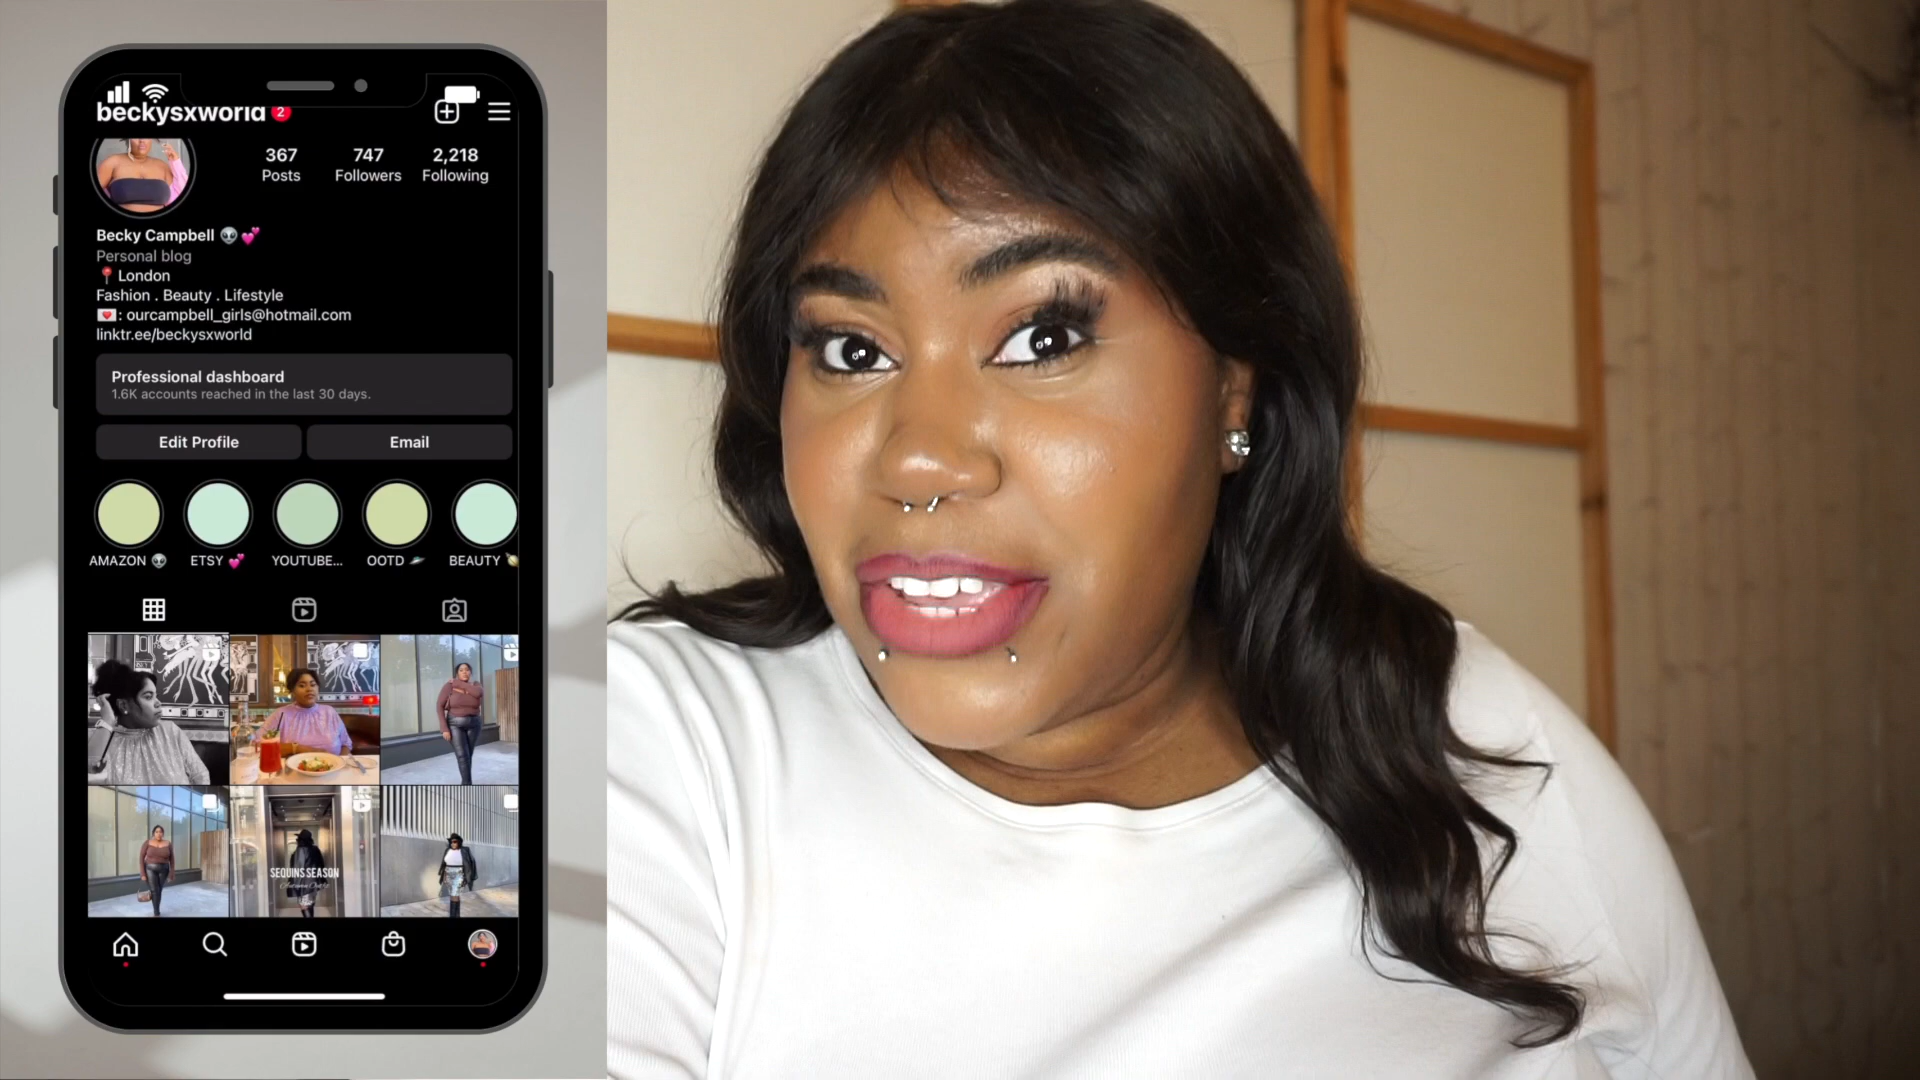 beckysxworld 2
367 747 2,218
Posts Followers Following
Becky Campbell 👽💕
Personal blog
📍 London
Fashion . Beauty . Lifestyle
💌: ourcampbell_girls@hotmail.com
linktr.ee/beckysxworld
Professional dashboard
1.6K accounts reached in the last 30 days.
Edit Profile Email
AMAZON 👽 ETSY 💕 YOUTUBE... OOTD 🪐 BEAUTY
SEQUINS SEASON